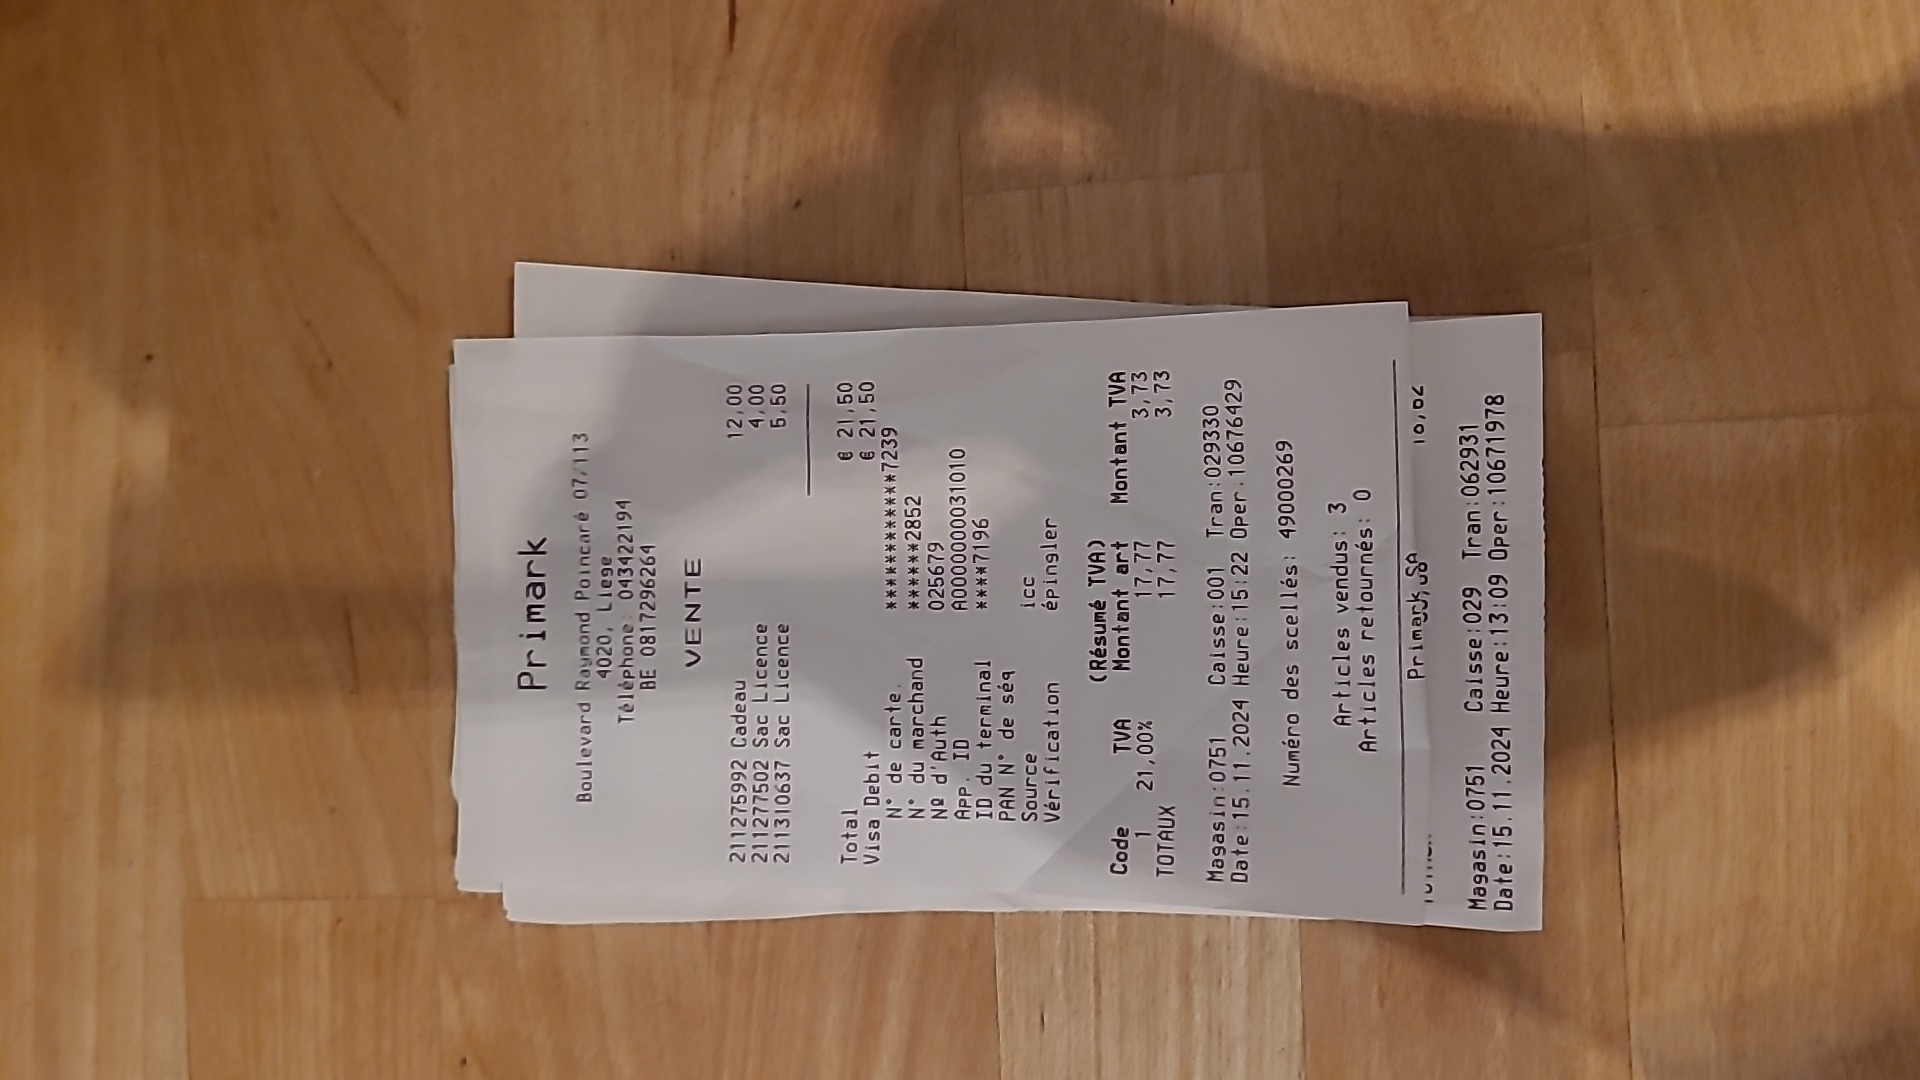 Primark
Boulevard Raymond Poincaré 07/113
4020, Liege
Téléphone: 043422194
BE 0817296264
VENTE
211275992 Cadeau 12,00
211277502 Sac Licence 4,00
211310637 Sac Licence 5,50
Total € 21,50
Visa Debit € 21,50
N° de carte. ************7239
N° du marchand ******2852
Nº d'Auth 025679
App. ID A0000000031010
ID du terminal ****7196
PAN N° de séq
Source icc
Vérification épingler
(Résumé TVA)
Code TVA Montant art Montant TVA
1 21,00% 17,77 3,73
TOTAUX 17,77 3,73
Magasin:0751 Caisse:001 Tran:029330
Date:15.11.2024 Heure:15:22 Oper:10676429
Numéro des scellés: 49000269
Articles vendus: 3
Articles retournés: 0
Primark SA
Magasin:0751 Caisse:029 Tran:062931
Date:15.11.2024 Heure:13:09 Oper:10671978